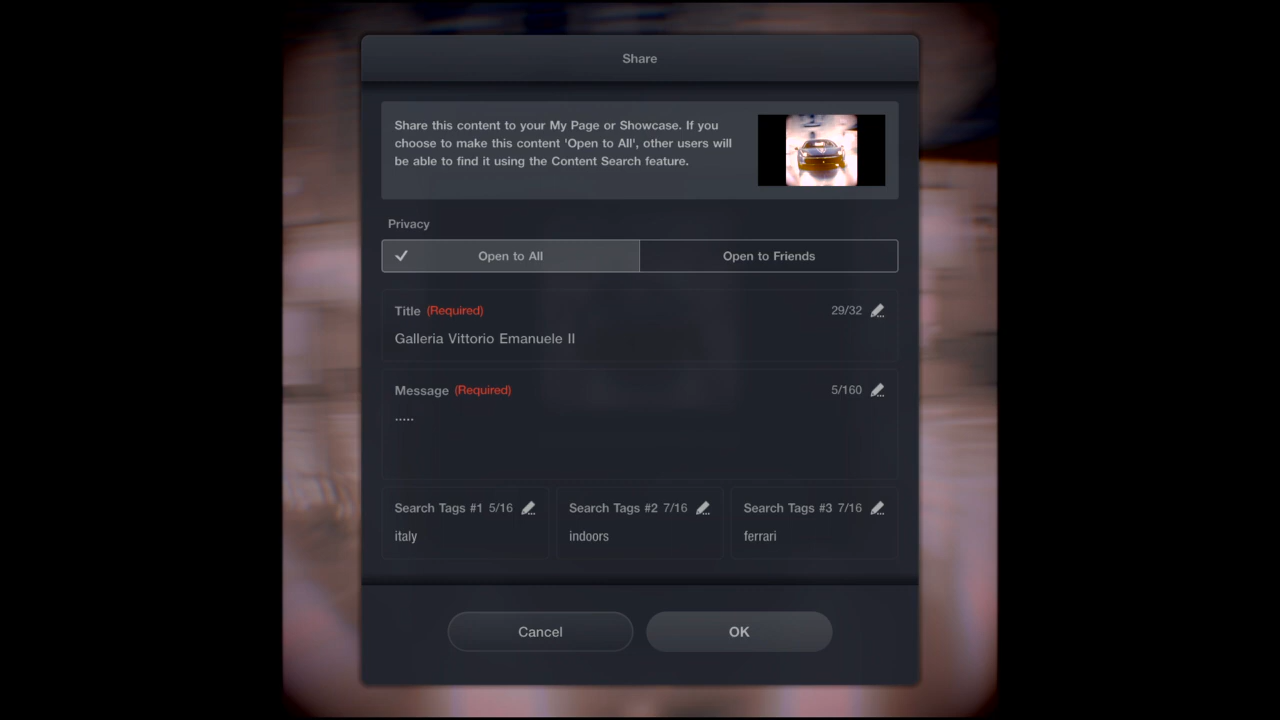 Share
Share this content to your My Page or Showcase. If you
choose to make this content 'Open to All', other users will
be able to find it using the Content Search feature.
Privacy
Open to All
Open to Friends
Title (Required) 29/32
Galleria Vittorio Emanuele II
Message (Required) 5/160
.....
Search Tags #1 5/16
italy
Search Tags #2 7/16
indoors
Search Tags #3 7/16
ferrari
Cancel
OK